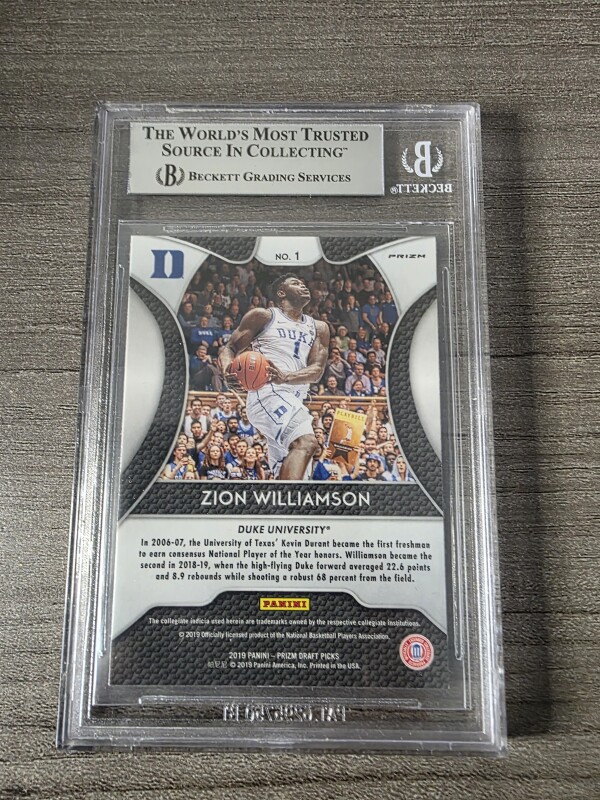 THE WORLD'S MOST TRUSTED
SOURCE IN COLLECTING™
B BECKETT GRADING SERVICES
B
BECKETT™
NO. 1
PRIZM
DUKE
1
ZION WILLIAMSON
DUKE UNIVERSITY®
In 2006-07, the University of Texas' Kevin Durant became the first freshman
to earn consensus National Player of the Year honors. Williamson became the
second in 2018-19, when the high-flying Duke forward averaged 22.6 points
and 8.9 rebounds while shooting a robust 68 percent from the field.
PANINI
The collegiate indicia used herein are trademarks owned by the respective collegiate institutions.
© 2019 Officially licensed product of the National Basketball Players Association.
2019 PANINI – PRIZM DRAFT PICKS
© 2019 Panini America, Inc. Printed in the USA.